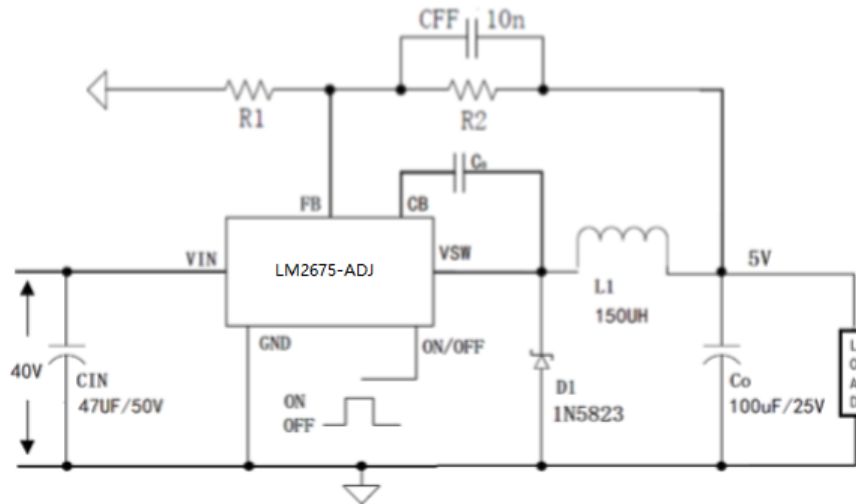 CFF 10n
R1
R2
FB
CB
VIN
LM2675-ADJ
VSW
5V
L1
150UH
GND
ON/OFF
40V
CIN
47UF/50V
ON
OFF
D1
1N5823
Co
100uF/25V
LOAD